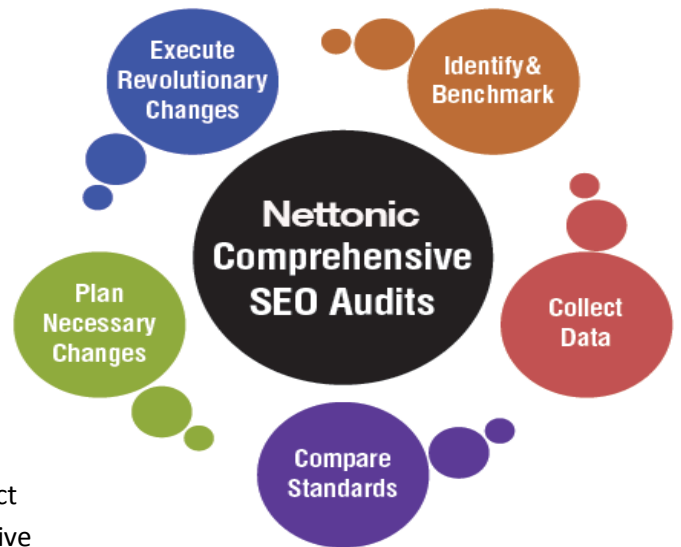 Execute
Revolutionary
Changes
Identify &
Benchmark
Nettonic
Comprehensive
SEO Audits
Plan
Necessary
Changes
Collect
Data
Compare
Standards
ct
ive